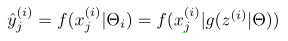 ŷ_j^{(i)} = f(x_j^{(i)}|Θ_i) = f(x_j^{(i)}|g(z^{(i)}|Θ))